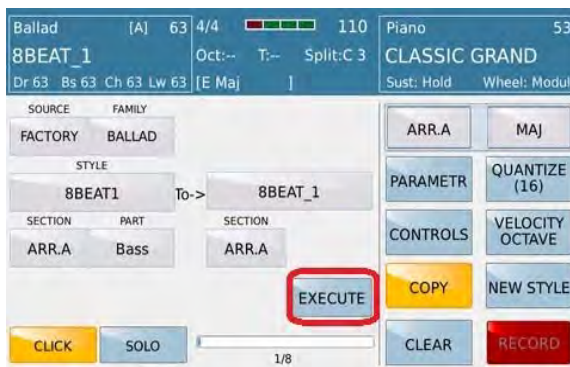 Ballad [A] 63
8BEAT_1
Dr 63 Bs 63 Ch 63 Lw 63
4/4 110
Oct:-- T:-- Split:C 3
[E Maj ]
Piano 53
CLASSIC GRAND
Sust: Hold Wheel: Modul
SOURCE FAMILY
FACTORY BALLAD
STYLE
8BEAT1 To-> 8BEAT_1
SECTION PART SECTION
ARR.A Bass ARR.A
EXECUTE
CLICK SOLO
1/8
ARR.A MAJ
PARAMETR QUANTIZE
(16)
CONTROLS VELOCITY
OCTAVE
COPY NEW STYLE
CLEAR RECORD